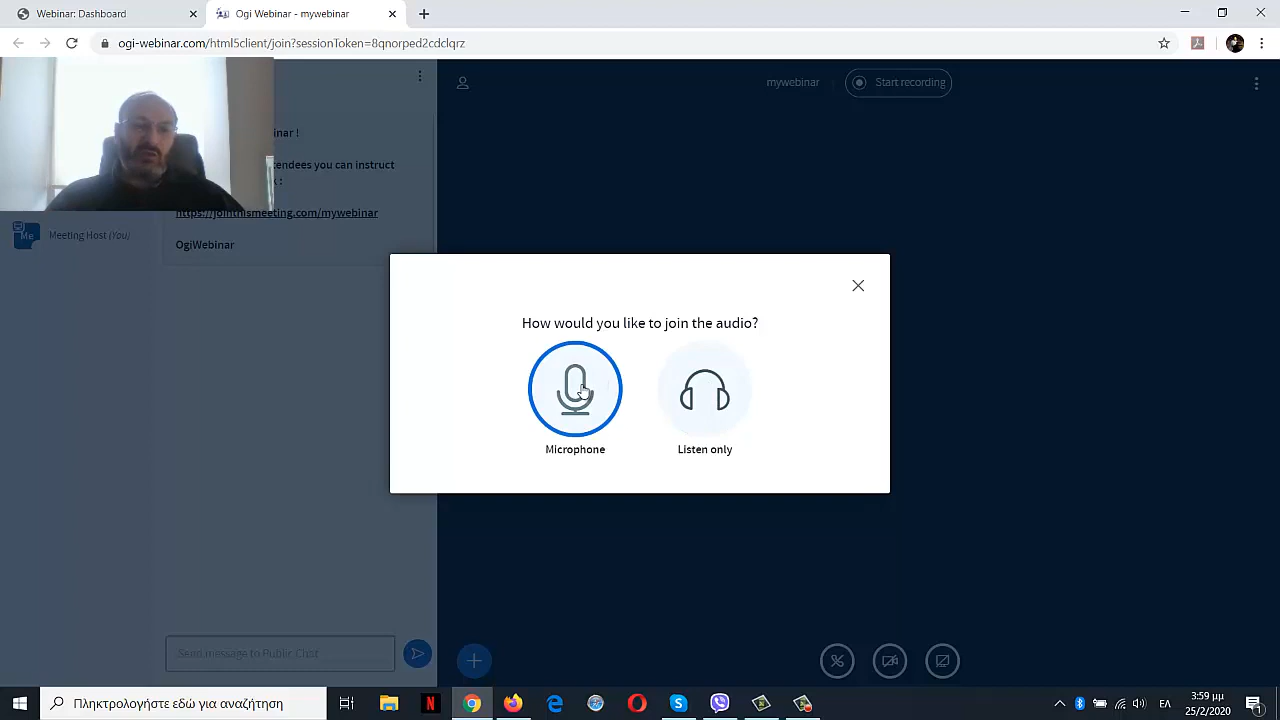 Webinar: Dashboard
Ogi Webinar - mywebinar
ogi-webinar.com/html5client/join?sessionToken=8qnorped2cdclqrz
mywebinar
Start recording
inar !
tendees you can instruct
k :
https://jointhismeeting.com/mywebinar
OgiWebinar
Me
Meeting Host (You)
How would you like to join the audio?
Microphone
Listen only
Send message to Public Chat
Πληκτρολογήστε εδώ για αναζήτηση
N
ΕΛ
3:59 μμ
25/2/2020
1